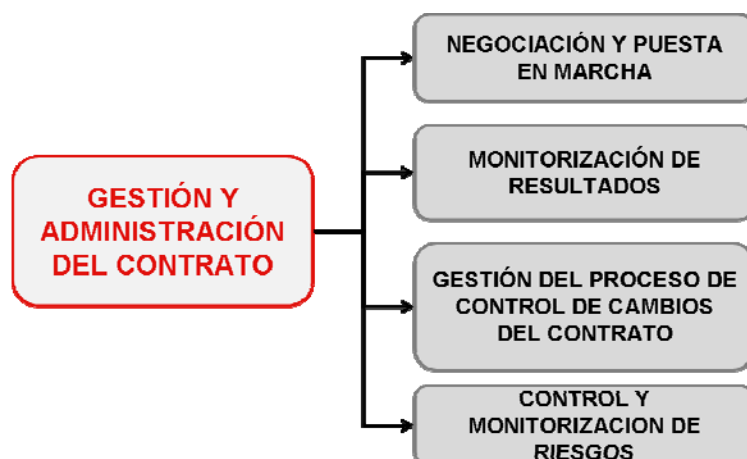 GESTIÓN Y
ADMINISTRACIÓN
DEL CONTRATO
NEGOCIACIÓN Y PUESTA
EN MARCHA
MONITORIZACIÓN DE
RESULTADOS
GESTIÓN DEL PROCESO DE
CONTROL DE CAMBIOS
DEL CONTRATO
CONTROL Y
MONITORIZACION DE
RIESGOS